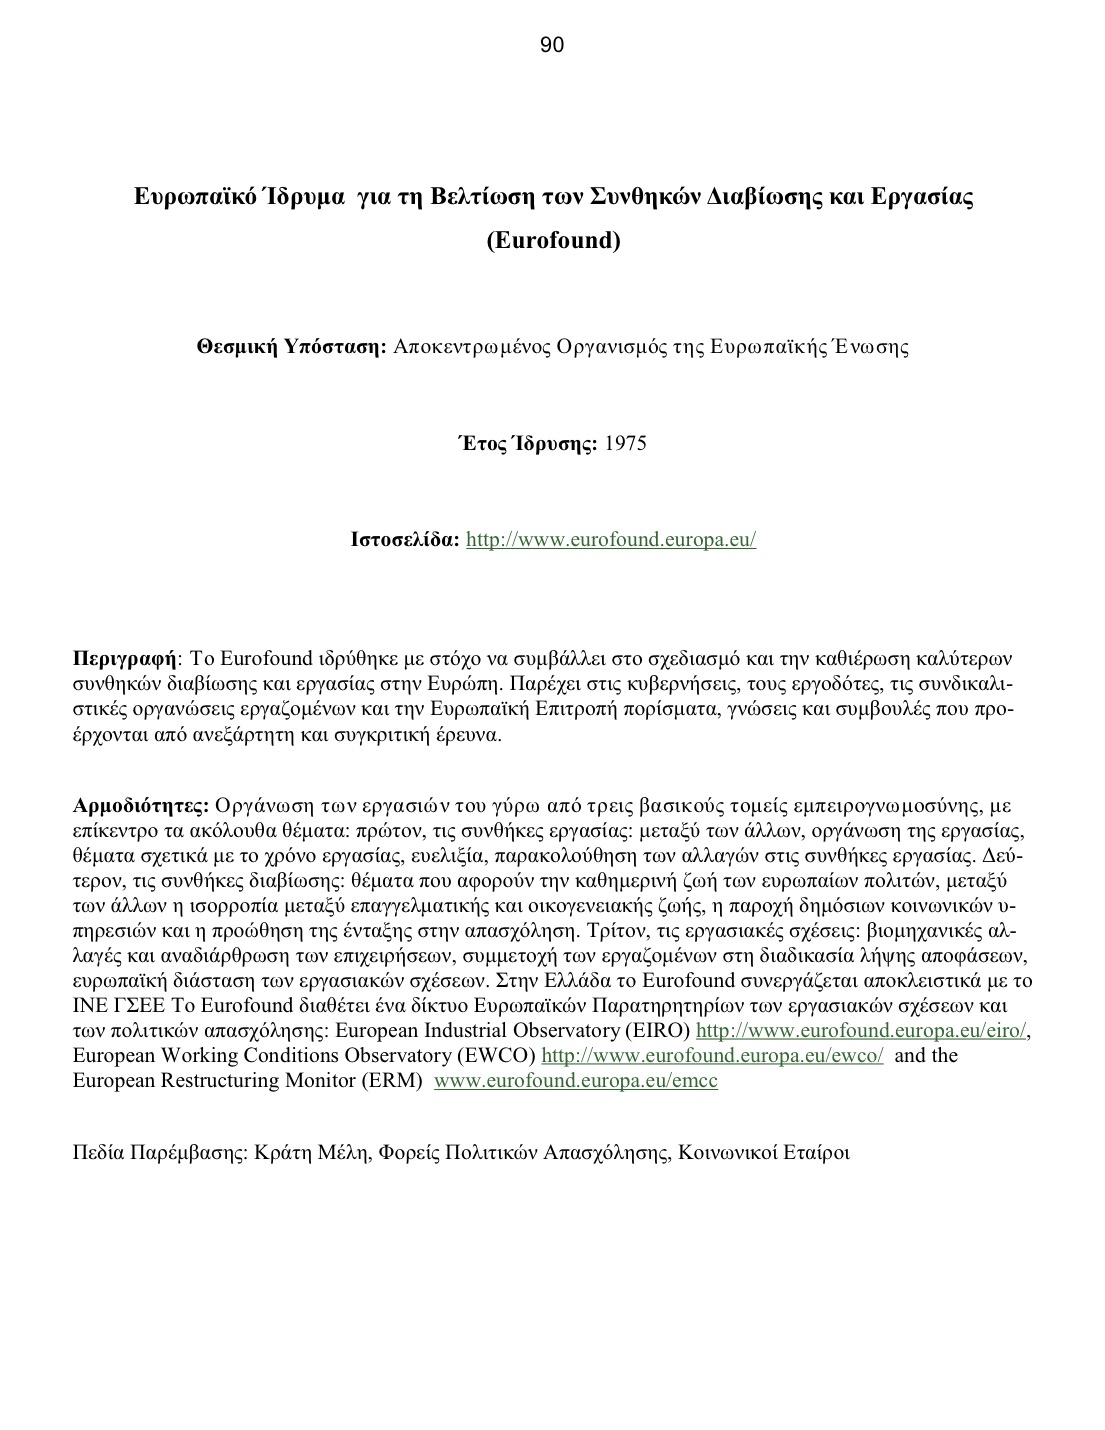 90
Ευρωπαϊκό Ίδρυμα για τη Βελτίωση των Συνθηκών Διαβίωσης και Εργασίας
(Eurofound)
Θεσμική Υπόσταση: Αποκεντρωμένος Οργανισμός της Ευρωπαϊκής Ένωσης
Έτος Ίδρυσης: 1975
Ιστοσελίδα: http://www.eurofound.europa.eu/
Περιγραφή: Το Eurofound ιδρύθηκε με στόχο να συμβάλλει στο σχεδιασμό και την καθιέρωση καλύτερων
συνθηκών διαβίωσης και εργασίας στην Ευρώπη. Παρέχει στις κυβερνήσεις, τους εργοδότες, τις συνδικαλι-
στικές οργανώσεις εργαζομένων και την Ευρωπαϊκή Επιτροπή πορίσματα, γνώσεις και συμβουλές που προ-
έρχονται από ανεξάρτητη και συγκριτική έρευνα.
Αρμοδιότητες: Οργάνωση των εργασιών του γύρω από τρεις βασικούς τομείς εμπειρογνωμοσύνης, με
επίκεντρο τα ακόλουθα θέματα: πρώτον, τις συνθήκες εργασίας: μεταξύ των άλλων, οργάνωση της εργασίας,
θέματα σχετικά με το χρόνο εργασίας, ευελιξία, παρακολούθηση των αλλαγών στις συνθήκες εργασίας. Δεύ-
τερον, τις συνθήκες διαβίωσης: θέματα που αφορούν την καθημερινή ζωή των ευρωπαίων πολιτών, μεταξύ
των άλλων η ισορροπία μεταξύ επαγγελματικής και οικογενειακής ζωής, η παροχή δημόσιων κοινωνικών υ-
πηρεσιών και η προώθηση της ένταξης στην απασχόληση. Τρίτον, τις εργασιακές σχέσεις: βιομηχανικές αλ-
λαγές και αναδιάρθρωση των επιχειρήσεων, συμμετοχή των εργαζομένων στη διαδικασία λήψης αποφάσεων,
ευρωπαϊκή διάσταση των εργασιακών σχέσεων. Στην Ελλάδα το Eurofound συνεργάζεται αποκλειστικά με το
ΙΝΕ ΓΣΕΕ Το Eurofound διαθέτει ένα δίκτυο Ευρωπαϊκών Παρατηρητηρίων των εργασιακών σχέσεων και
των πολιτικών απασχόλησης: European Industrial Observatory (EIRO) http://www.eurofound.europa.eu/eiro/,
European Working Conditions Observatory (EWCO) http://www.eurofound.europa.eu/ewco/ and the
European Restructuring Monitor (ERM) www.eurofound.europa.eu/emcc
Πεδία Παρέμβασης: Κράτη Μέλη, Φορείς Πολιτικών Απασχόλησης, Κοινωνικοί Εταίροι